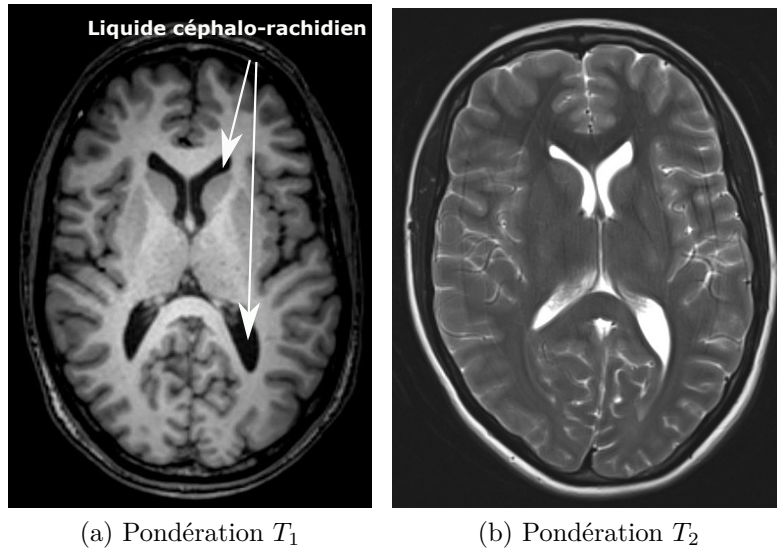 Liquide céphalo-rachidien
(a) Pondération T₁
(b) Pondération T₂